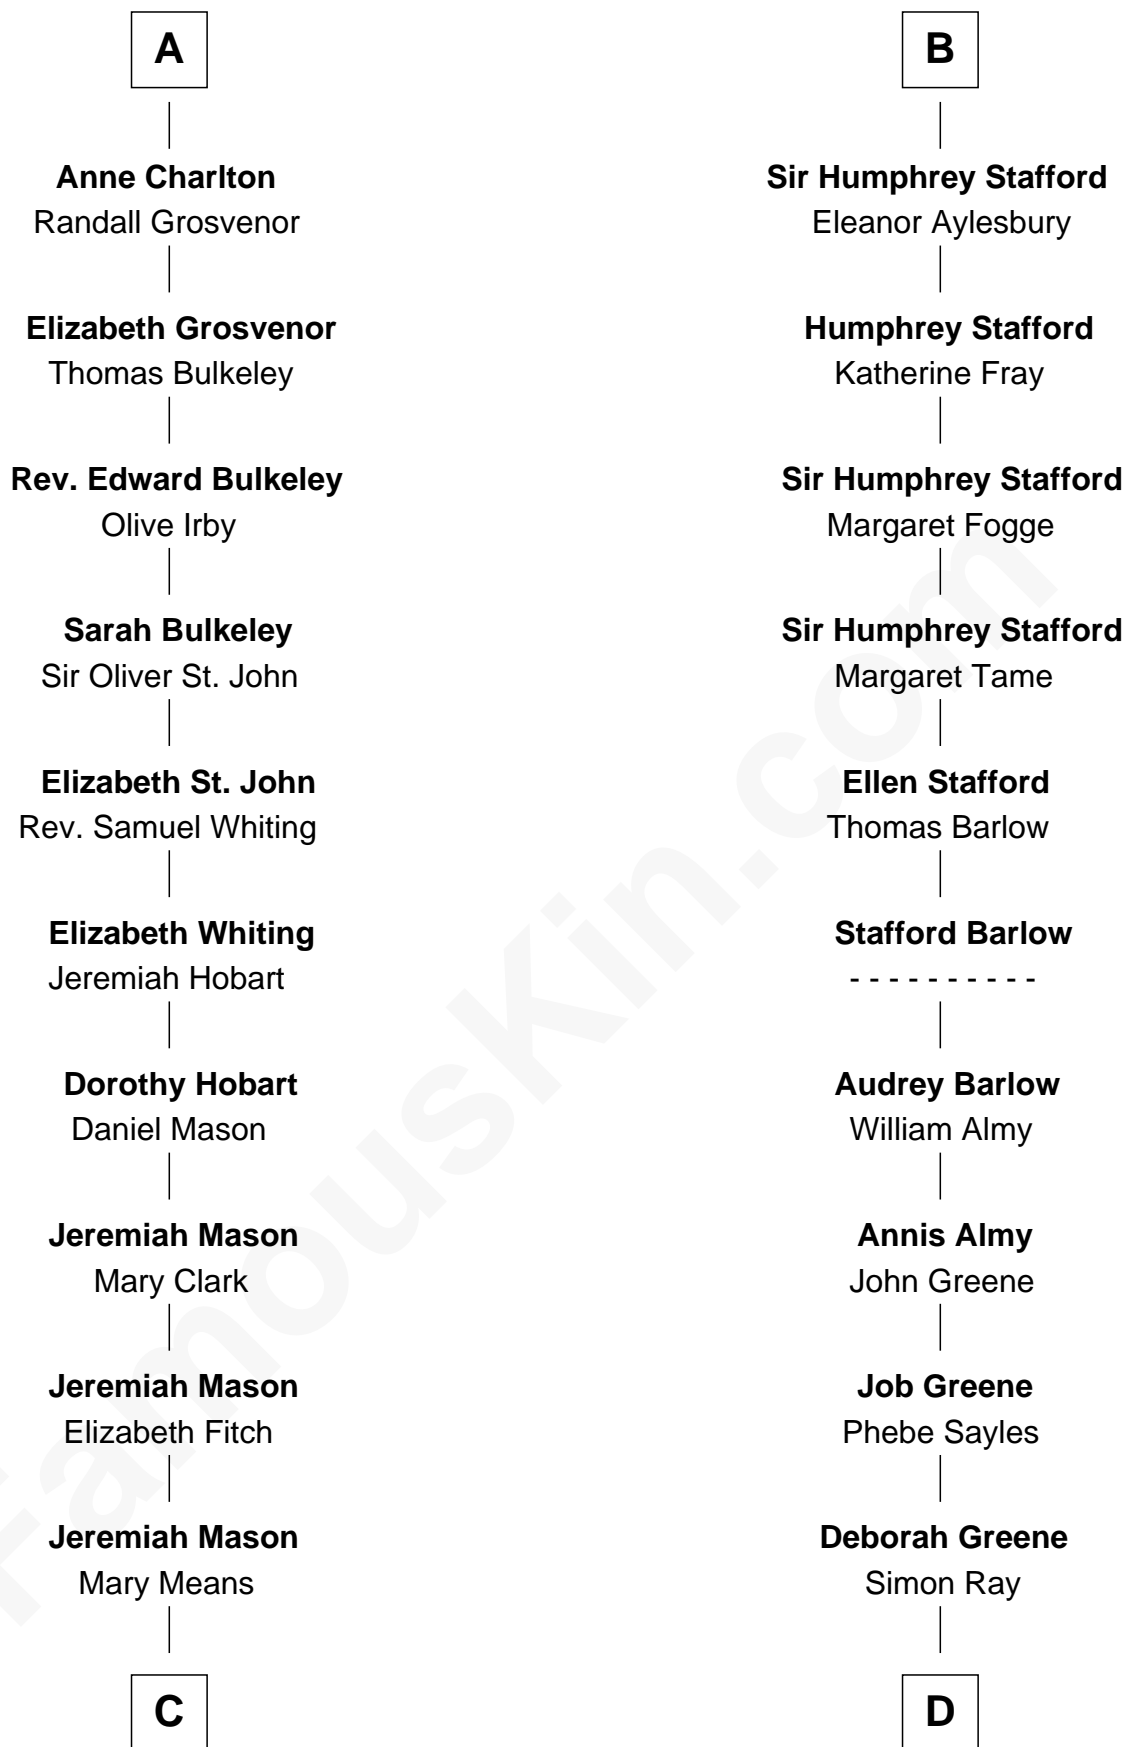 A
Anne Charlton
Randall Grosvenor
Elizabeth Grosvenor
Thomas Bulkeley
Rev. Edward Bulkeley
Olive Irby
Sarah Bulkeley
Sir Oliver St. John
Elizabeth St. John
Rev. Samuel Whiting
Elizabeth Whiting
Jeremiah Hobart
Dorothy Hobart
Daniel Mason
Jeremiah Mason
Mary Clark
Jeremiah Mason
Elizabeth Fitch
Jeremiah Mason
Mary Means
C
B
Sir Humphrey Stafford
Eleanor Aylesbury
Humphrey Stafford
Katherine Fray
Sir Humphrey Stafford
Margaret Fogge
Sir Humphrey Stafford
Margaret Tame
Ellen Stafford
Thomas Barlow
Stafford Barlow
- - - - - - - - - -
Audrey Barlow
William Almy
Annis Almy
John Greene
Job Greene
Phebe Sayles
Deborah Greene
Simon Ray
D
FamousKin.com